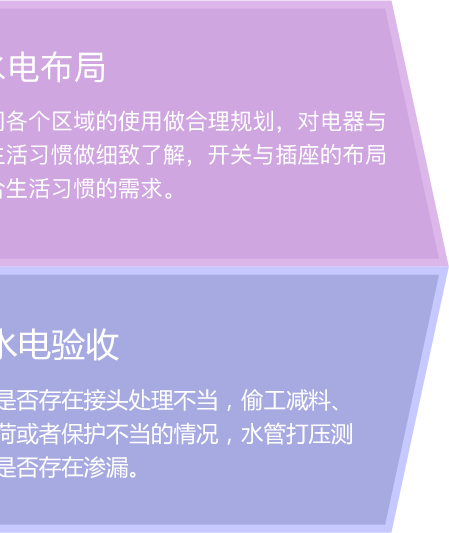 水电布局
间各个区域的使用做合理规划，对电器与
生活习惯做细致了解，开关与插座的布局
合生活习惯的需求。
水电验收
是否存在接头处理不当，偷工减料、
荷或者保护不当的情况，水管打压测
是否存在渗漏。